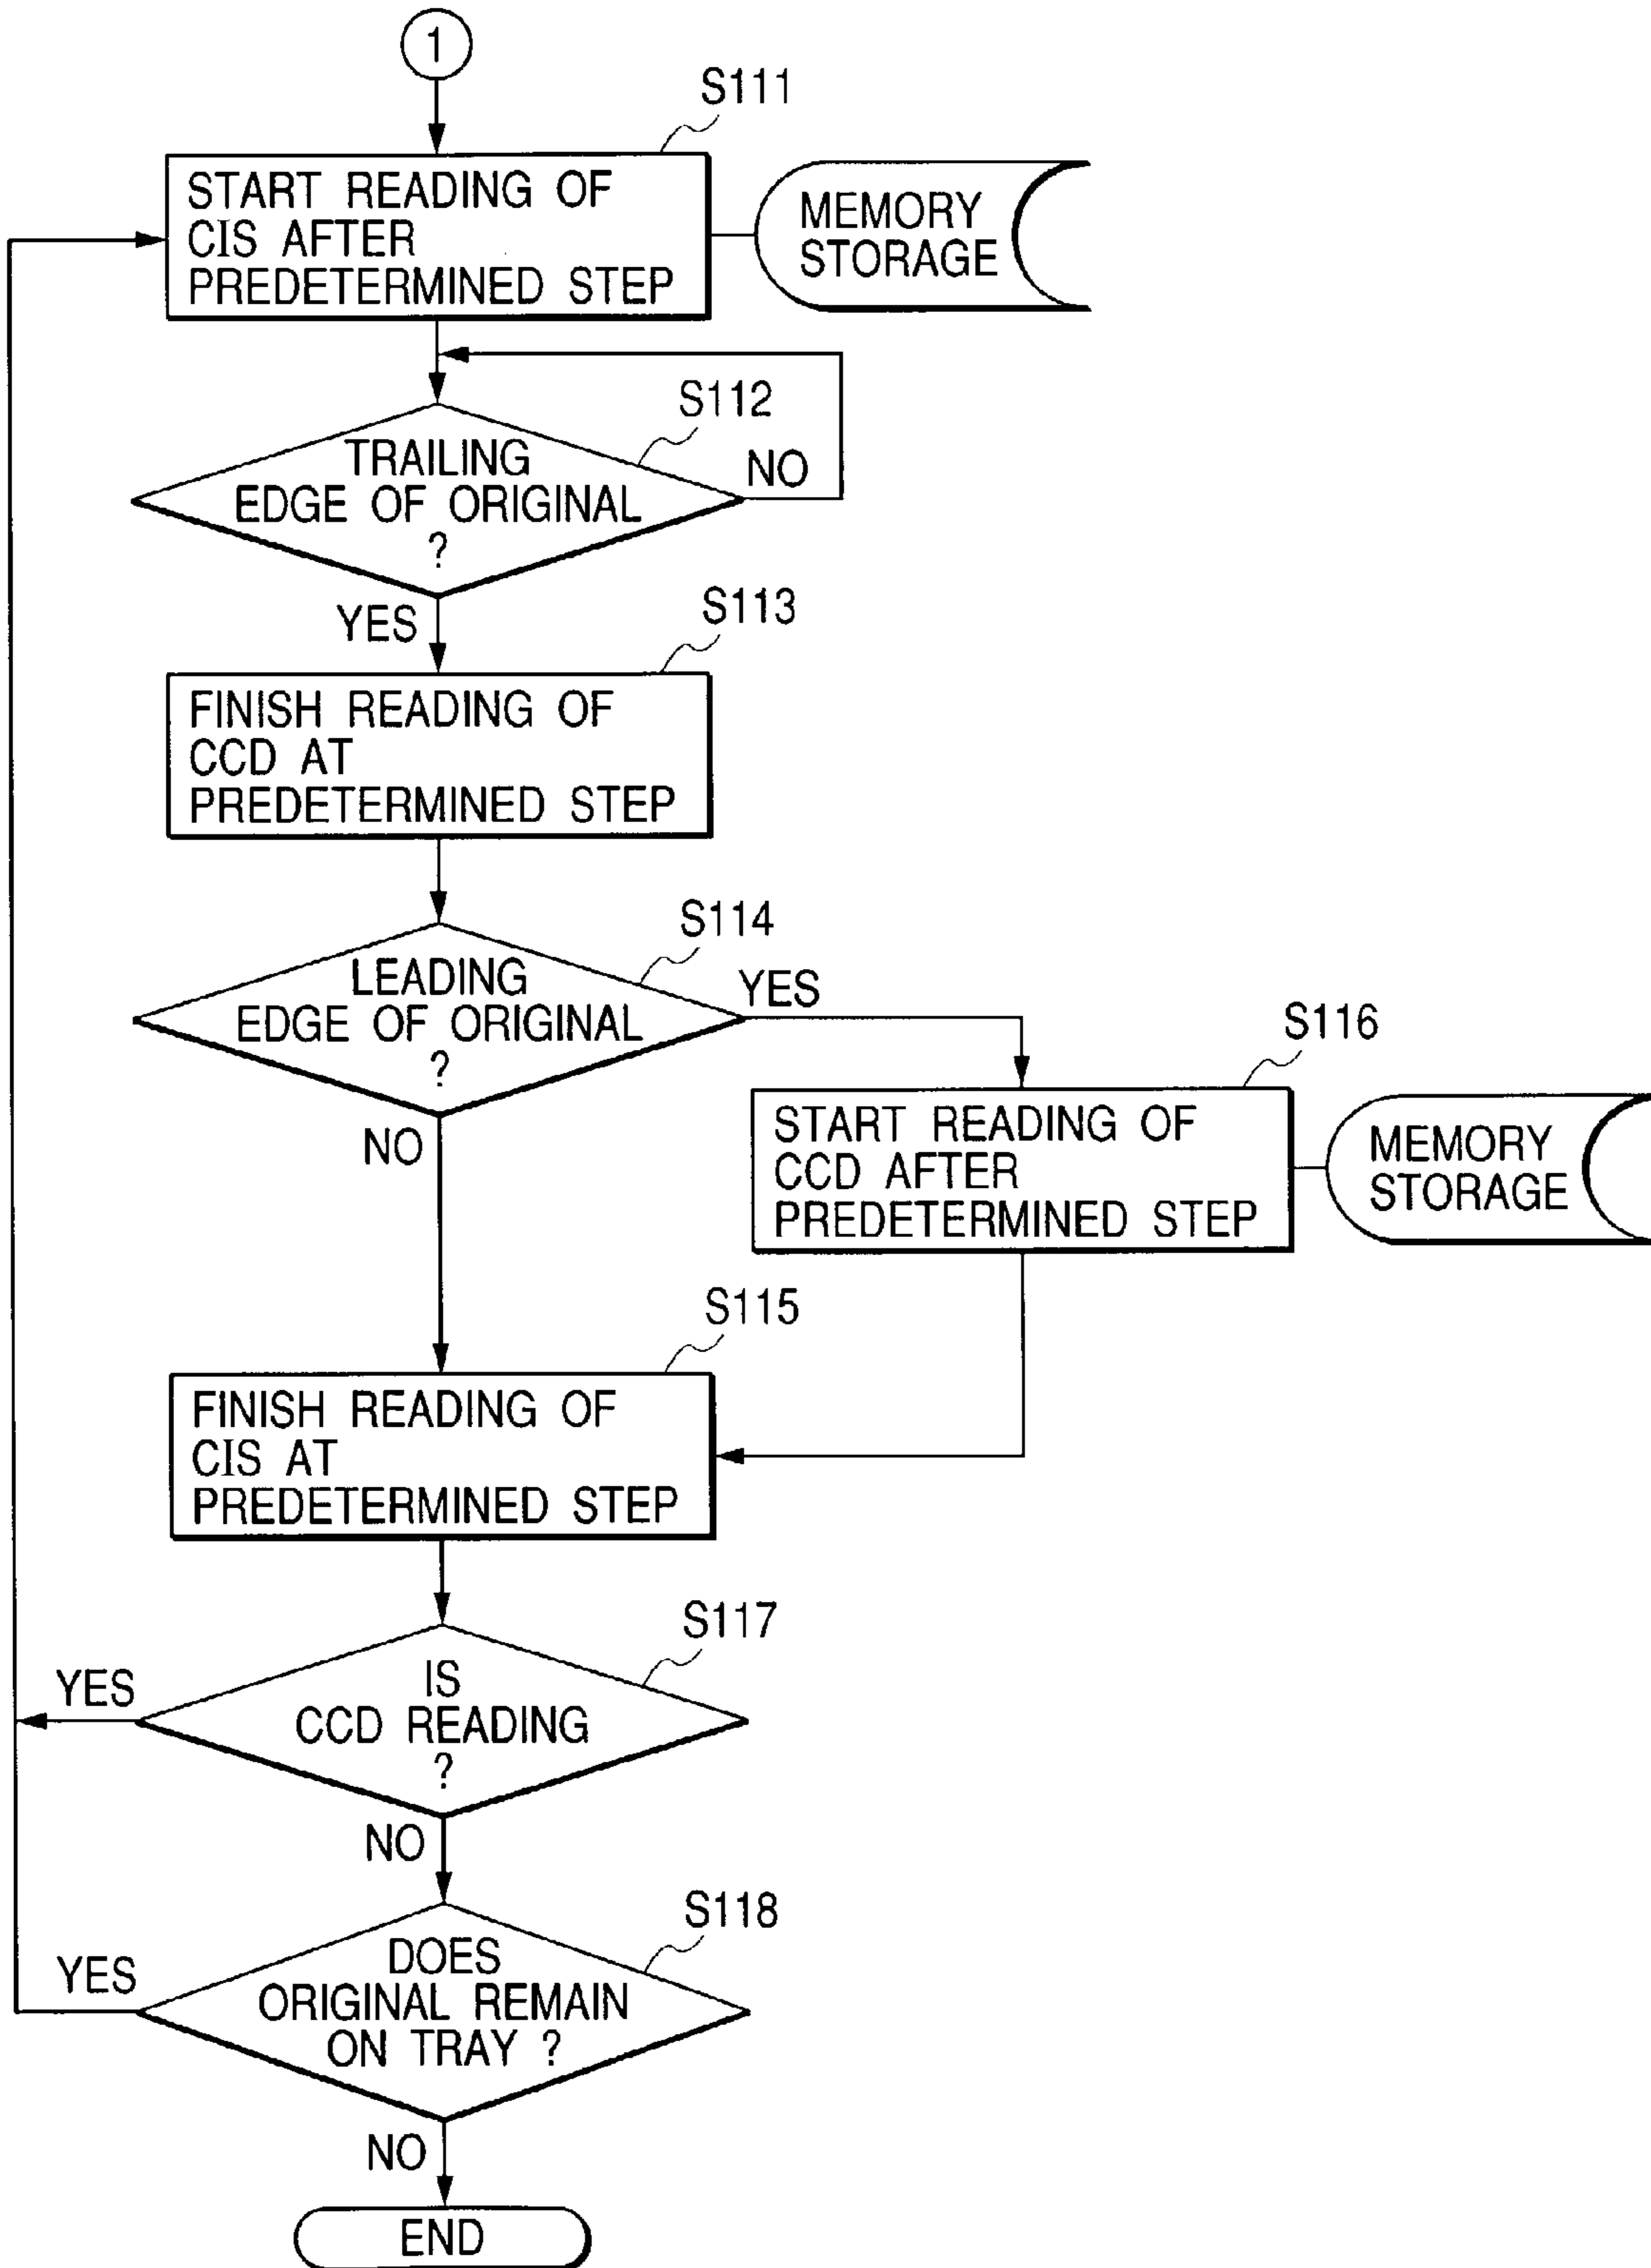 1
S111
START READING OF
CIS AFTER
PREDETERMINED STEP
MEMORY
STORAGE
S112
TRAILING
EDGE OF ORIGINAL
?
NO
YES
S113
FINISH READING OF
CCD AT
PREDETERMINED STEP
S114
LEADING
EDGE OF ORIGINAL
?
YES
NO
S116
START READING OF
CCD AFTER
PREDETERMINED STEP
MEMORY
STORAGE
S115
FINISH READING OF
CIS AT
PREDETERMINED STEP
S117
IS
CCD READING
?
YES
NO
S118
DOES
ORIGINAL REMAIN
ON TRAY ?
YES
NO
END